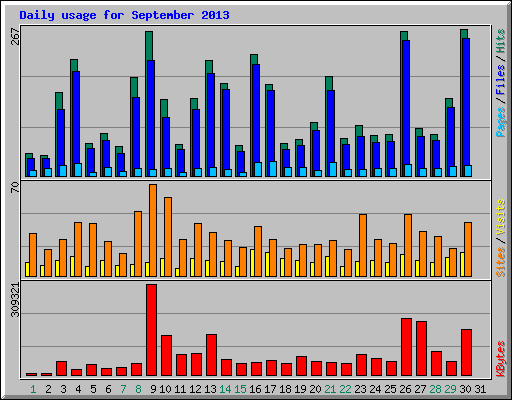 Daily usage for September 2013
267
Pages / Files / Hits
70
Sites / Visits
309321
KBytes
1 2 3 4 5 6 7 8 9 10 11 12 13 14 15 16 17 18 19 20 21 22 23 24 25 26 27 28 29 30 31